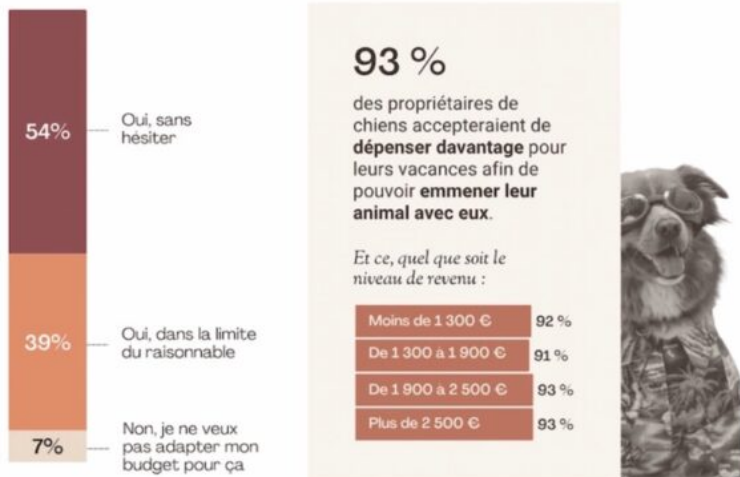 54%
Oui, sans
hésiter
39%
Oui, dans la limite
du raisonnable
7%
Non, je ne veux
pas adapter mon
budget pour ça
93 %
des propriétaires de
chiens accepteraient de
dépenser davantage pour
leurs vacances afin de
pouvoir emmener leur
animal avec eux.
Et ce, quel que soit le
niveau de revenu :
Moins de 1 300 € 92 %
De 1 300 à 1 900 € 91 %
De 1 900 à 2 500 € 93 %
Plus de 2 500 € 93 %